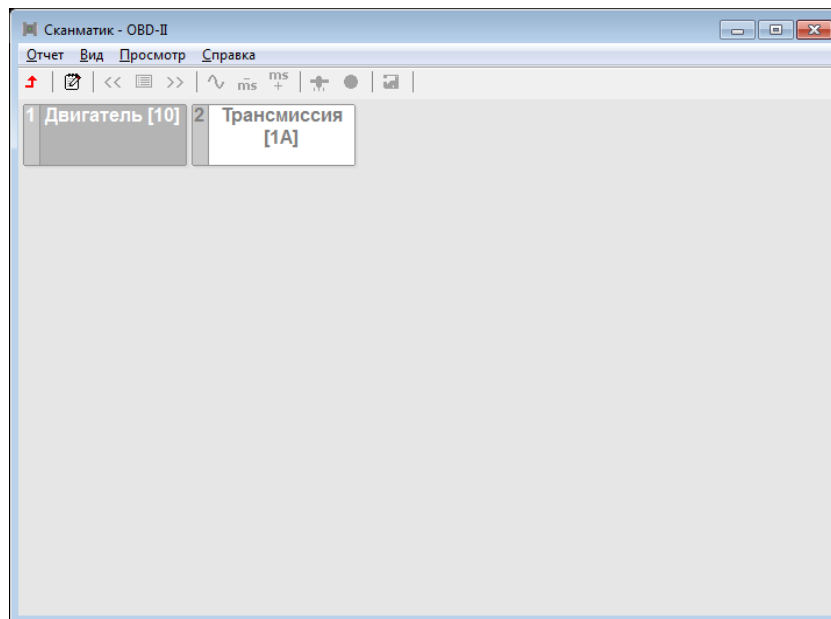 Сканматик - OBD-II
Отчет Вид Просмотр Справка
<< >> ms ms
1 Двигатель [10] 2 Трансмиссия
[1A]